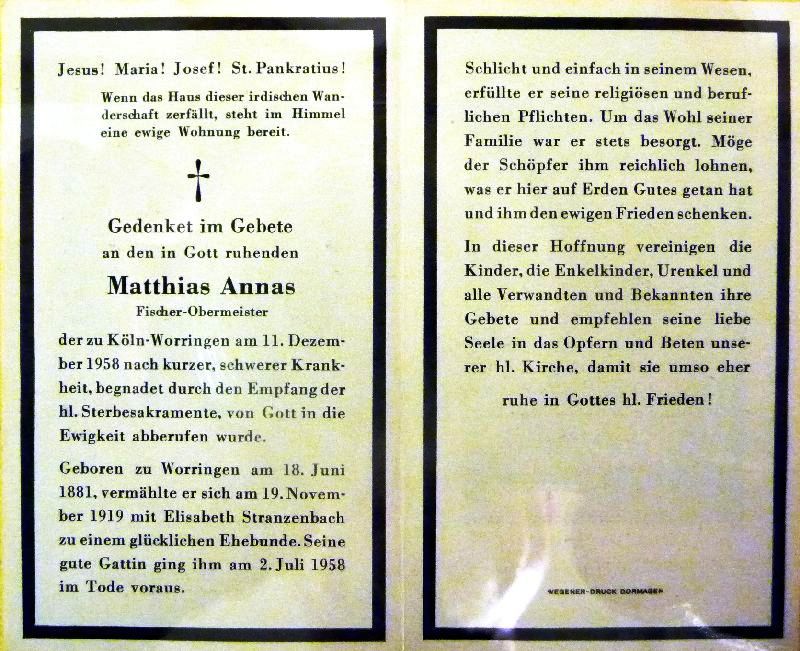 Jesus! Maria! Josef! St. Pankratius!
Wenn das Haus dieser irdischen Wan-
derschaft zerfällt, steht im Himmel
eine ewige Wohnung bereit.
Gedenket im Gebete
an den in Gott ruhenden
Matthias Annas
Fischer-Obermeister
der zu Köln-Worringen am 11. Dezem-
ber 1958 nach kurzer, schwerer Krank-
heit, begnadet durch den Empfang der
hl. Sterbesakramente, von Gott in die
Ewigkeit abberufen wurde.
Geboren zu Worringen am 18. Juni
1881, vermählte er sich am 19. Novem-
ber 1919 mit Elisabeth Stranzenbach
zu einem glücklichen Ehebunde. Seine
gute Gattin ging ihm am 2. Juli 1958
im Tode voraus.
Schlicht und einfach in seinem Wesen,
erfüllte er seine religiösen und beruf-
lichen Pflichten. Um das Wohl seiner
Familie war er stets besorgt. Möge
der Schöpfer ihm reichlich lohnen,
was er hier auf Erden Gutes getan hat
und ihm den ewigen Frieden schenken.
In dieser Hoffnung vereinigen die
Kinder, die Enkelkinder, Urenkel und
alle Verwandten und Bekannten ihre
Gebete und empfehlen seine liebe
Seele in das Opfern und Beten unse-
rer hl. Kirche, damit sie umso eher
ruhe in Gottes hl. Frieden!
WEGENER-DRUCK DORMAGEN